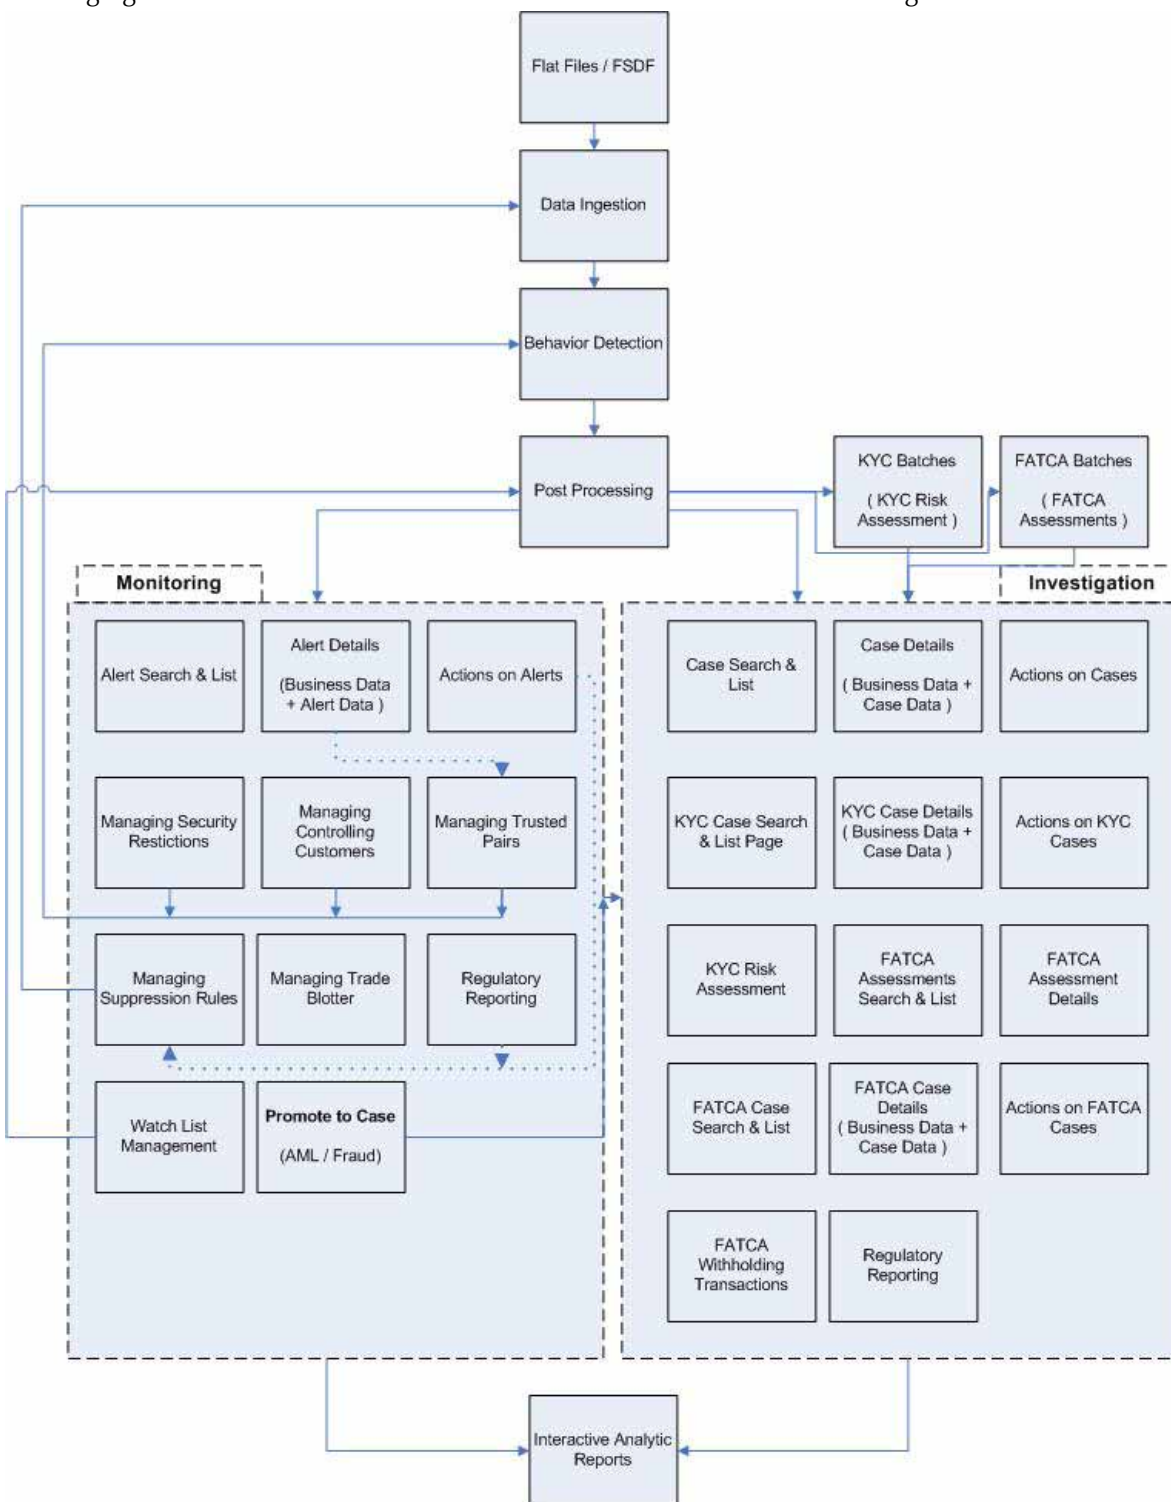 Flat Files / FSDF
Data Ingestion
Behavior Detection
Post Processing
KYC Batches
( KYC Risk
Assessment )
FATCA Batches
( FATCA
Assessments )
Monitoring
Alert Search & List
Alert Details
(Business Data
+ Alert Data )
Actions on Alerts
Managing Security
Restictions
Managing
Controlling
Customers
Managing Trusted
Pairs
Managing
Suppression Rules
Managing Trade
Blotter
Regulatory
Reporting
Watch List
Management
Promote to Case
(AML / Fraud)
Investigation
Case Search &
List
Case Details
( Business Data +
Case Data )
Actions on Cases
KYC Case Search
& List Page
KYC Case Details
( Business Data +
Case Data )
Actions on KYC
Cases
KYC Risk
Assessment
FATCA
Assessments
Search & List
FATCA
Assessment
Details
FATCA Case
Search & List
FATCA Case
Details
( Business Data +
Case Data )
Actions on FATCA
Cases
FATCA
Withholding
Transactions
Regulatory
Reporting
Interactive Analytic
Reports